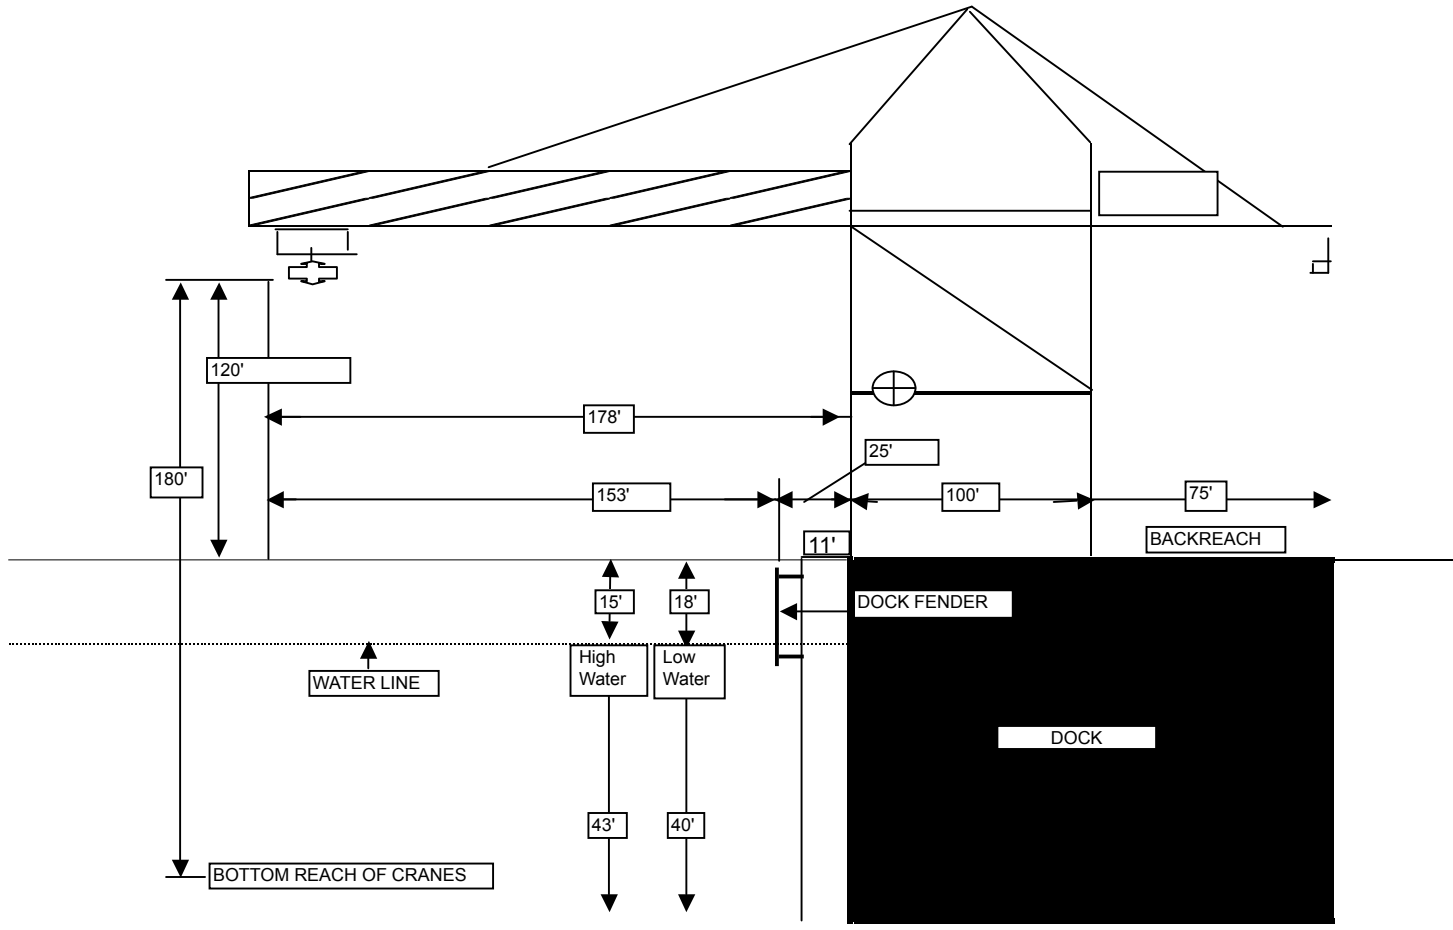 120'
178'
25'
180'
153'
100'
75'
11'
BACKREACH
15'
18'
DOCK FENDER
High
Water
Low
Water
WATER LINE
DOCK
43'
40'
BOTTOM REACH OF CRANES